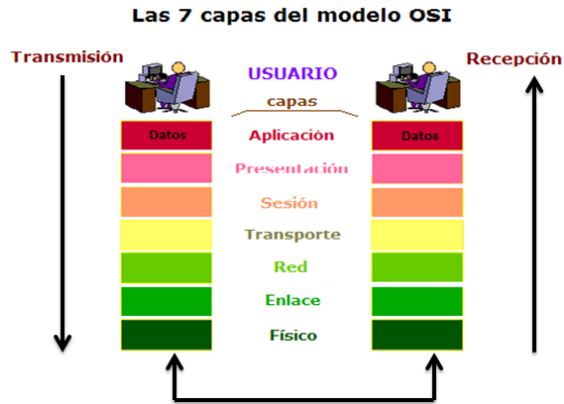 Las 7 capas del modelo OSI
Transmisión
Recepción
USUARIO
capas
Datos Aplicación Datos
Presentación
Sesión
Transporte
Red
Enlace
Físico